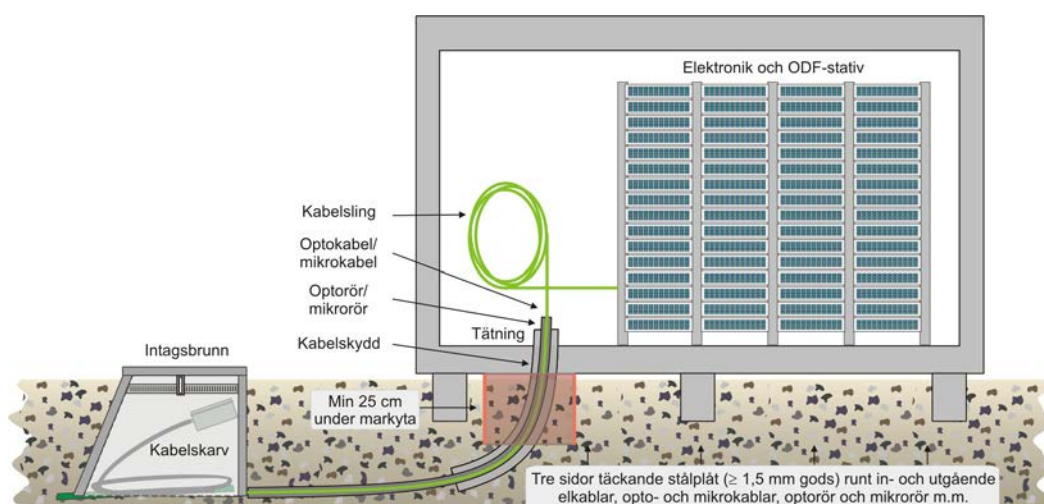 Elektronik och ODF-stativ
Kabelsling
Optokabel/
mikrokabel
Optorör/
mikrorör
Tätning
Kabelskydd
Intagsbrunn
Min 25 cm
under markyta
Kabelskarv
Tre sidor täckande stålplåt (≥ 1,5 mm gods) runt in- och utgående
elkablar, opto- och mikrokablar, optorör och mikrorör m.m.